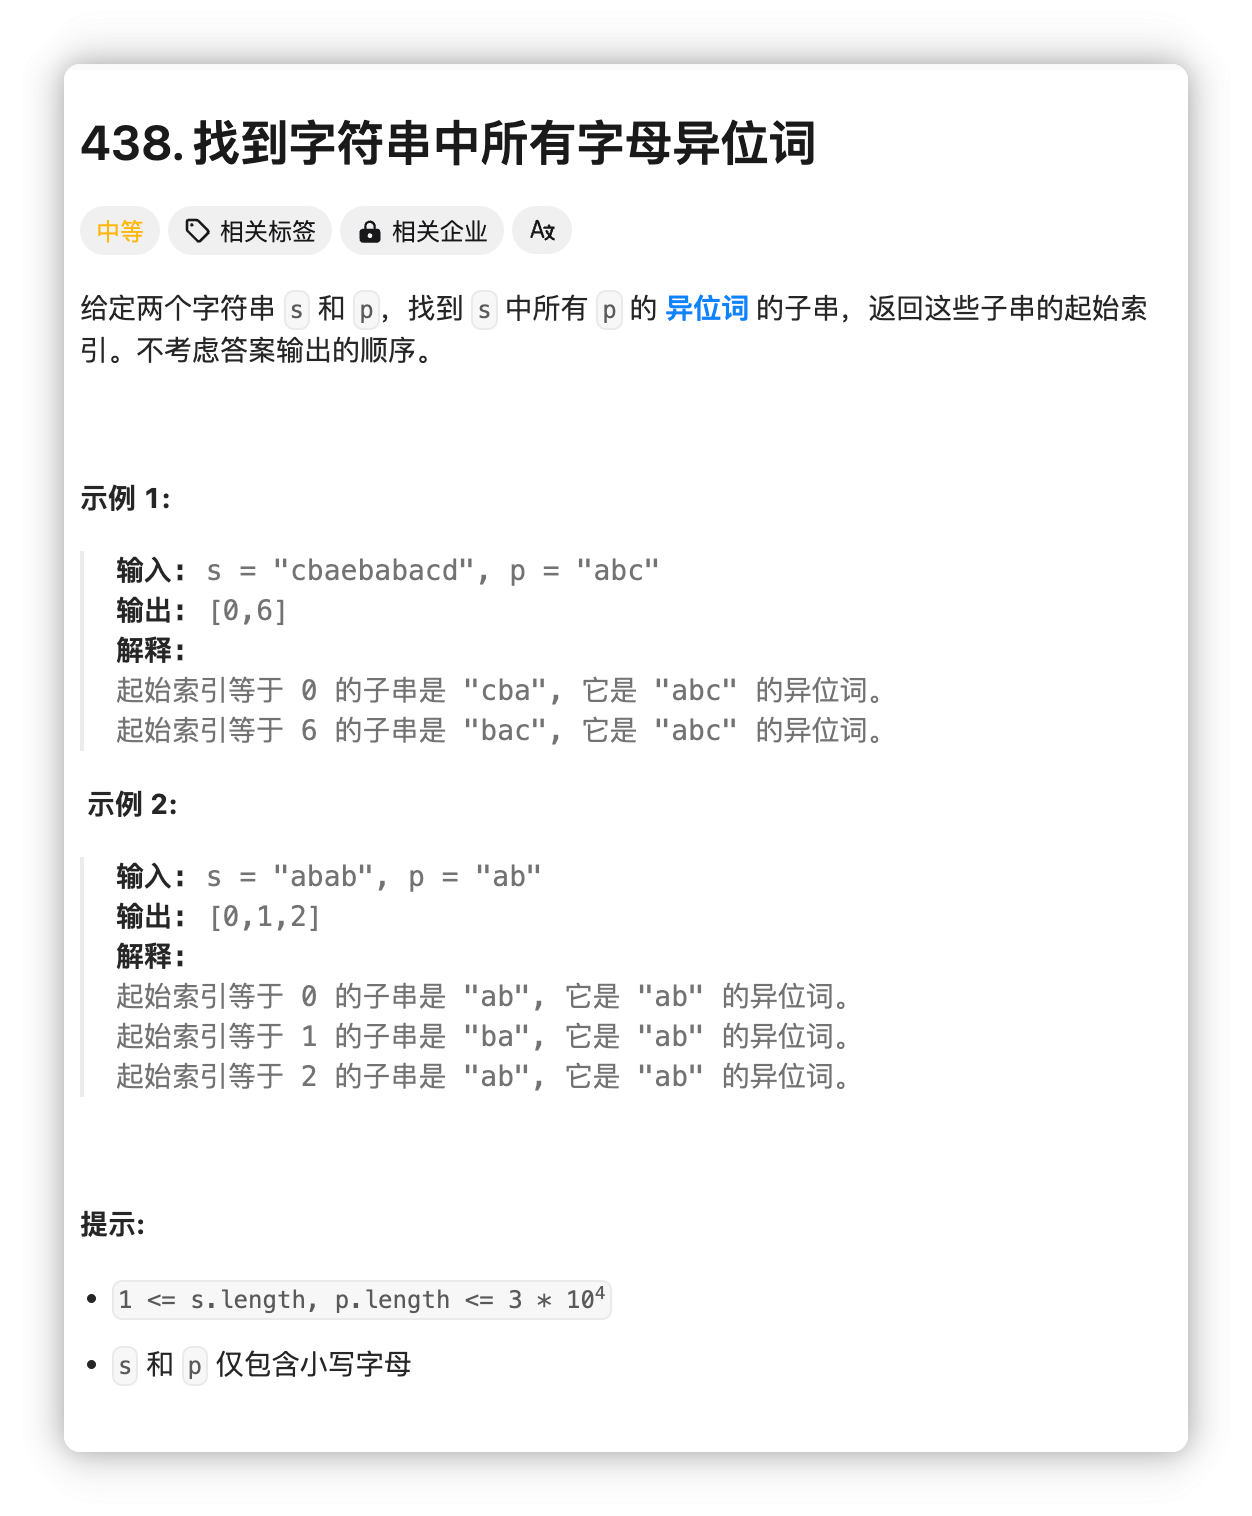 438. 找到字符串中所有字母异位词
中等 相关标签 相关企业 A文
给定两个字符串 s 和 p，找到 s 中所有 p 的 异位词 的子串，返回这些子串的起始索
引。不考虑答案输出的顺序。
示例 1:
输入: s = "cbaebabacd", p = "abc"
输出: [0,6]
解释:
起始索引等于 0 的子串是 "cba", 它是 "abc" 的异位词。
起始索引等于 6 的子串是 "bac", 它是 "abc" 的异位词。
示例 2:
输入: s = "abab", p = "ab"
输出: [0,1,2]
解释:
起始索引等于 0 的子串是 "ab", 它是 "ab" 的异位词。
起始索引等于 1 的子串是 "ba", 它是 "ab" 的异位词。
起始索引等于 2 的子串是 "ab", 它是 "ab" 的异位词。
提示:
• 1 <= s.length, p.length <= 3 * 10⁴
• s 和 p 仅包含小写字母